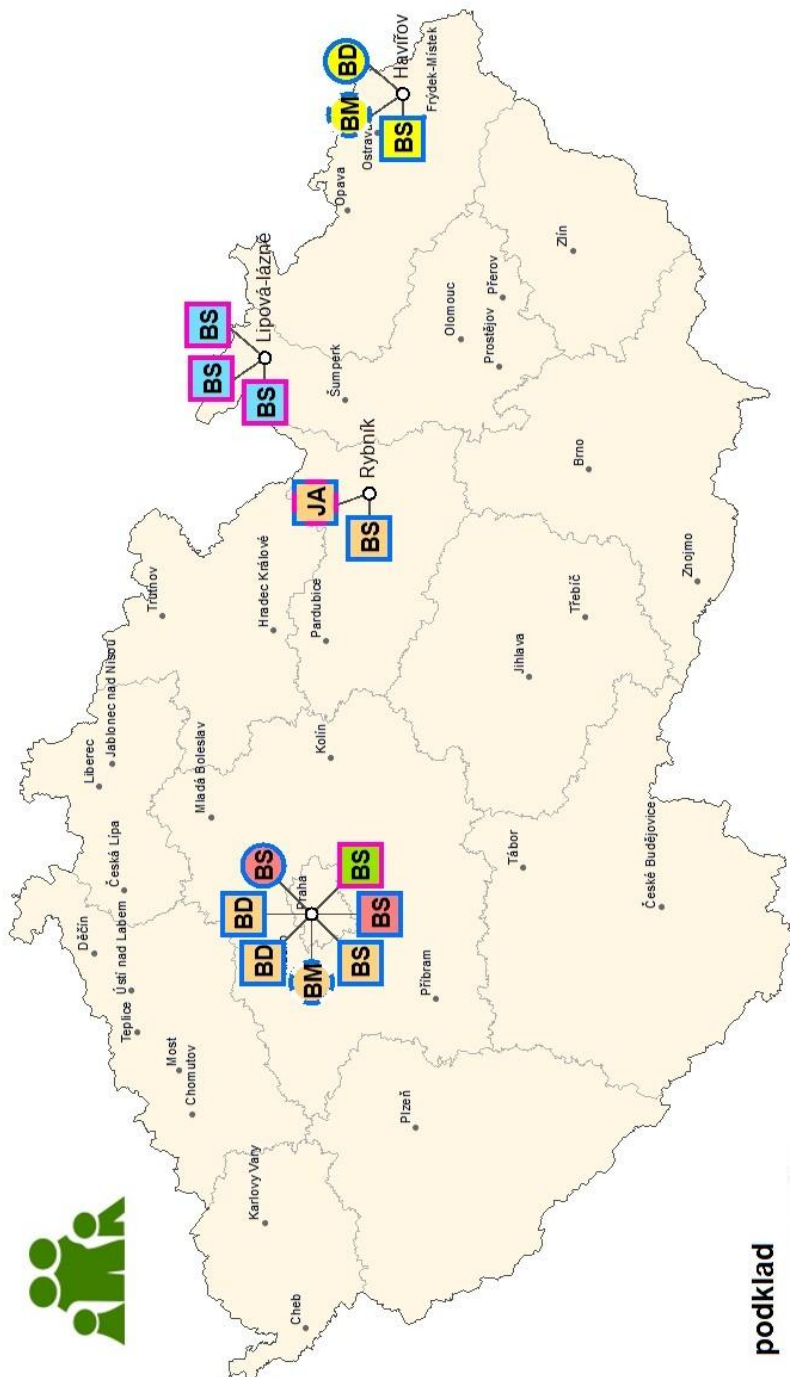 Děčín
Liberec
Jablonec nad Nisou
Česká Lípa
Ústí nad Labem
Teplice
Trutnov
Most
Chomutov
Mladá Boleslav
BS
BS
BD
Karlovy Vary
BS
Lipová-lázně
BD
BS
Hradec Králové
Cheb
Praha
BM
JA
Pardubice
Kolín
Šumperk
Opava
BM
BD
BS
BS
Rybník
BS
BS
BS
Havířov
Plzeň
Příbram
Frýdek-Místek
Olomouc
Prostějov
Přerov
Tábor
Jihlava
Zlín
Brno
Třebíč
České Budějovice
Znojmo
podklad